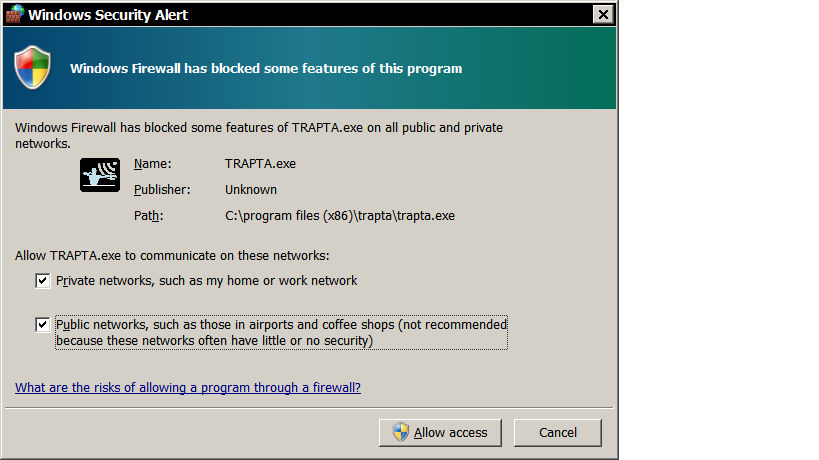 Windows Security Alert
Windows Firewall has blocked some features of this program
Windows Firewall has blocked some features of TRAPTA.exe on all public and private
networks.
Name: TRAPTA.exe
Publisher: Unknown
Path: C:\program files (x86)\trapta\trapta.exe
Allow TRAPTA.exe to communicate on these networks:
Private networks, such as my home or work network
Public networks, such as those in airports and coffee shops (not recommended
because these networks often have little or no security)
What are the risks of allowing a program through a firewall?
Allow access Cancel